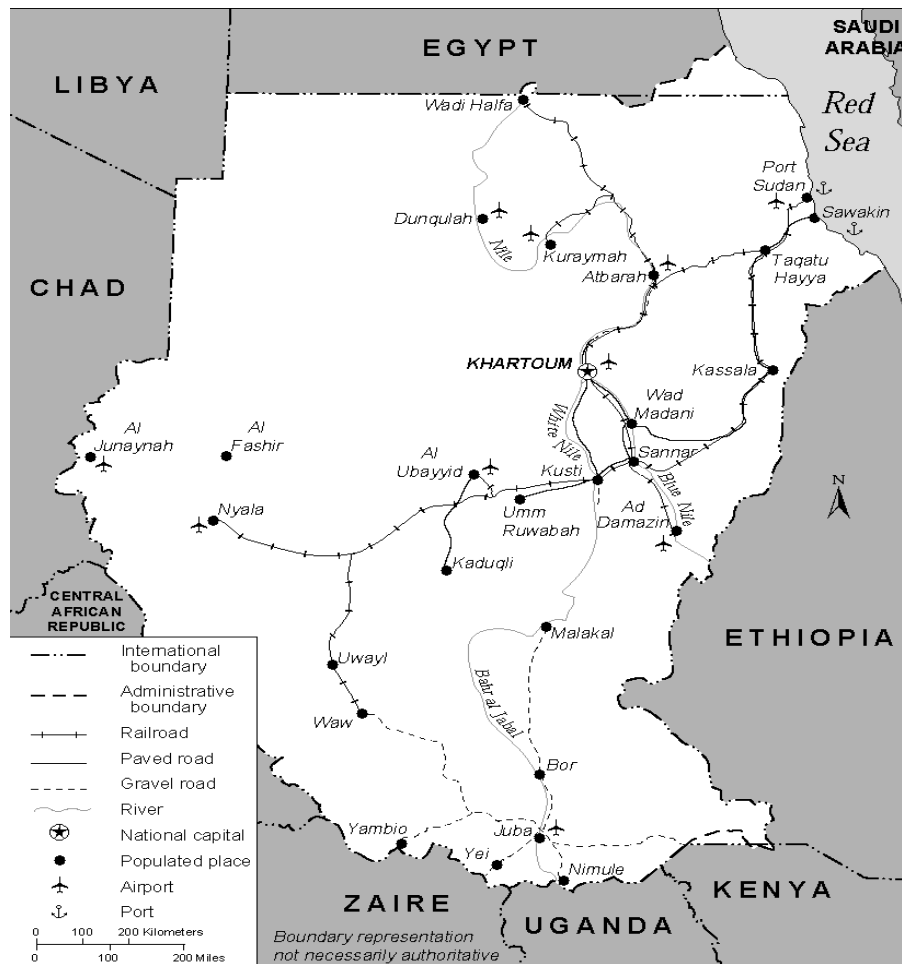 SAUDI
ARABIA
EGYPT
LIBYA
Wadi Halfa
Red
Sea
Port
Sudan
Dunqulah
Sawakin
Nile
Kuraymah
Taqatu
Hayya
Atbarah
CHAD
KHARTOUM
Kassala
Wad
Madani
White Nile
Al
Junaynah
Al
Fashir
Al
Ubayyid
Kusti
Sannar
Blue Nile
Umm
Ruwabah
Ad
Damazin
N
Nyala
Kaduqli
CENTRAL
AFRICAN
REPUBLIC
Malakal
ETHIOPIA
Uwayl
Bahr al Jabal
Waw
Bor
Yambio
Juba
Yei
Nimule
ZAIRE
UGANDA
KENYA
International
boundary
Administrative
boundary
Railroad
Paved road
Gravel road
River
National capital
Populated place
Airport
Port
0 100 200 Kilometers
0 100 200 Miles
Boundary representation
not necessarily authoritative